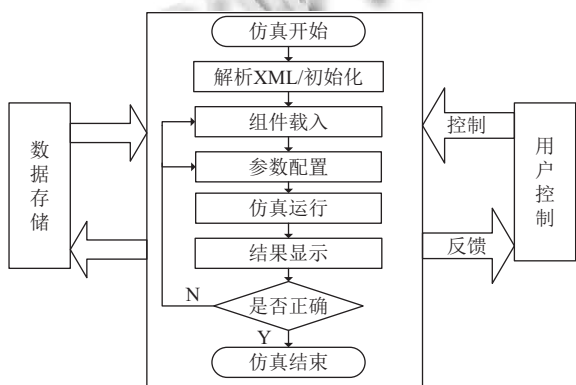 仿真开始
解析XML/初始化
组件载入
参数配置
仿真运行
结果显示
是否正确
N
Y
仿真结束
数据存储
控制
反馈
用户控制